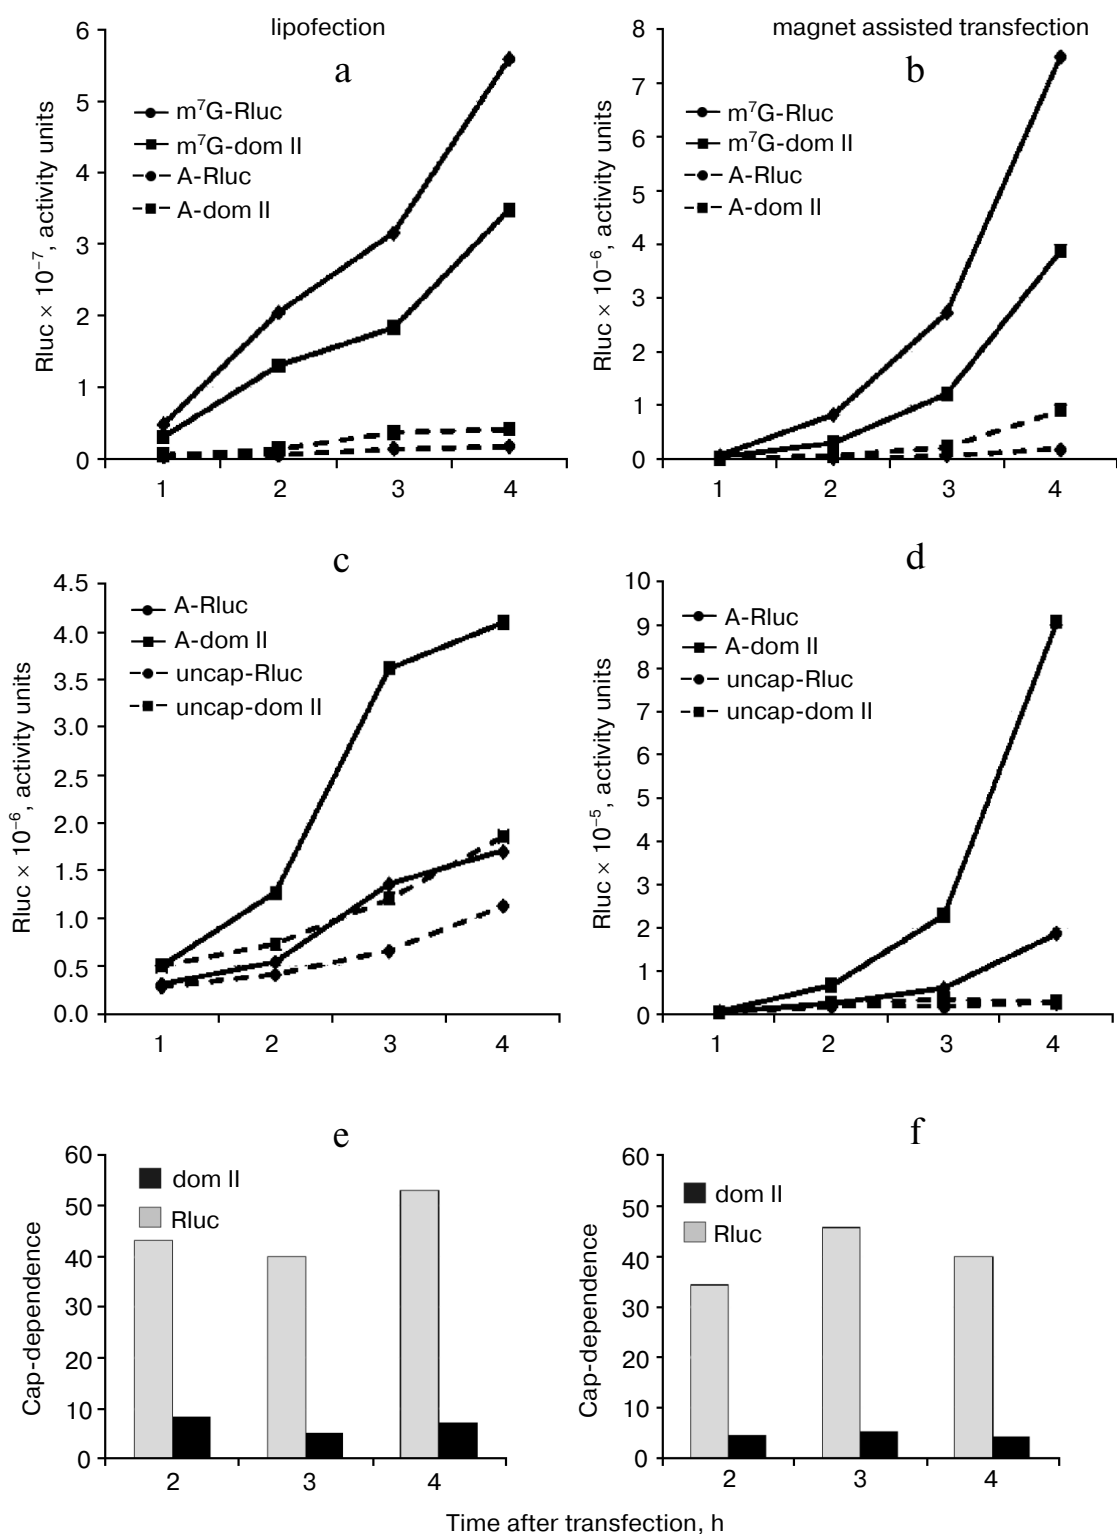 lipofection
a
Rluc × 10⁻⁷, activity units
6
5
4
3
2
1
0
m⁷G-Rluc
m⁷G-dom II
A-Rluc
A-dom II
1 2 3 4
magnet assisted transfection
b
Rluc × 10⁻⁶, activity units
8
7
6
5
4
3
2
1
0
m⁷G-Rluc
m⁷G-dom II
A-Rluc
A-dom II
1 2 3 4
c
Rluc × 10⁻⁶, activity units
4.5
4.0
3.5
3.0
2.5
2.0
1.5
1.0
0.5
0.0
A-Rluc
A-dom II
uncap-Rluc
uncap-dom II
1 2 3 4
d
Rluc × 10⁻⁵, activity units
10
9
8
7
6
5
4
3
2
1
0
A-Rluc
A-dom II
uncap-Rluc
uncap-dom II
1 2 3 4
e
Cap-dependence
60
50
40
30
20
10
0
dom II
Rluc
2 3 4
f
Cap-dependence
60
50
40
30
20
10
0
dom II
Rluc
2 3 4
Time after transfection, h